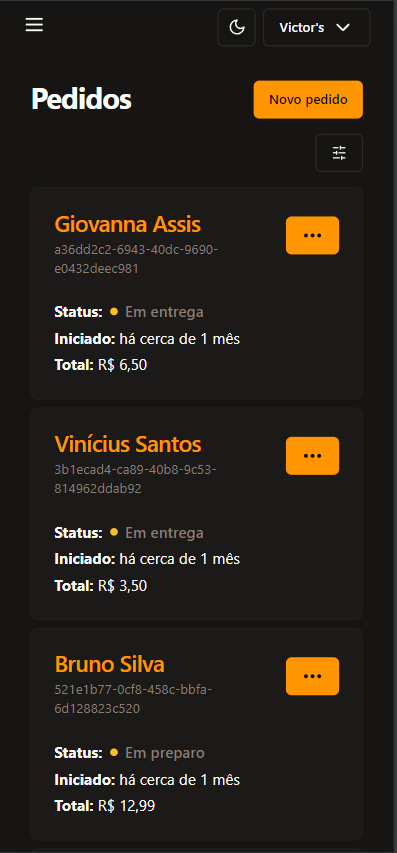 Victor's
Pedidos
Novo pedido
Giovanna Assis
a36dd2c2-6943-40dc-9690-
e0432deec981
Status: Em entrega
Iniciado: há cerca de 1 mês
Total: R$ 6,50
Vinícius Santos
3b1ecad4-ca89-40b8-9c53-
814962ddab92
Status: Em entrega
Iniciado: há cerca de 1 mês
Total: R$ 3,50
Bruno Silva
521e1b77-0cf8-458c-bbfa-
6d128823c520
Status: Em preparo
Iniciado: há cerca de 1 mês
Total: R$ 12,99